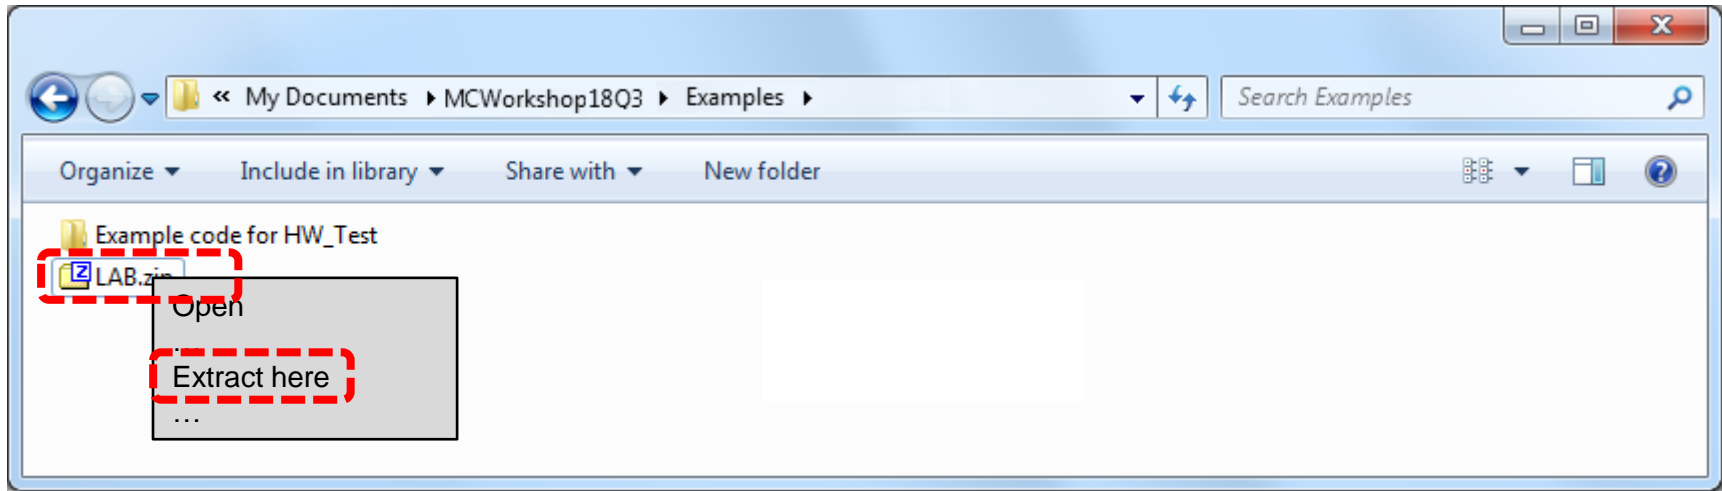 « My Documents MCWorkshop18Q3 Examples Search Examples
Organize Include in library Share with New folder
Example code for HW_Test
LAB.zip
Open
...
Extract here
...